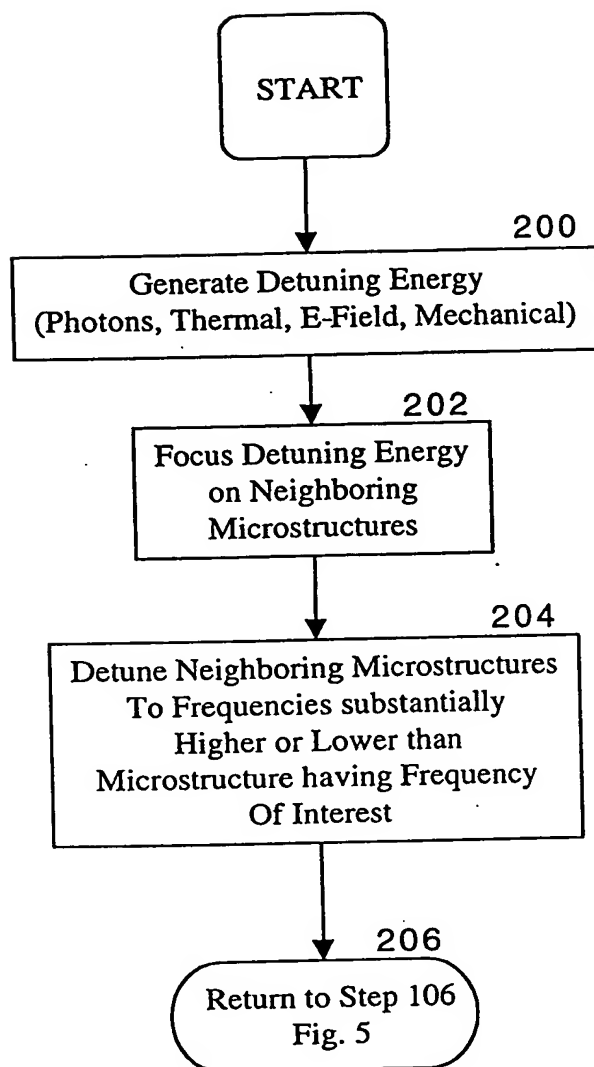 START
200
Generate Detuning Energy
(Photons, Thermal, E-Field, Mechanical)
202
Focus Detuning Energy
on Neighboring
Microstructures
204
Detune Neighboring Microstructures
To Frequencies substantially
Higher or Lower than
Microstructure having Frequency
Of Interest
206
Return to Step 106
Fig. 5